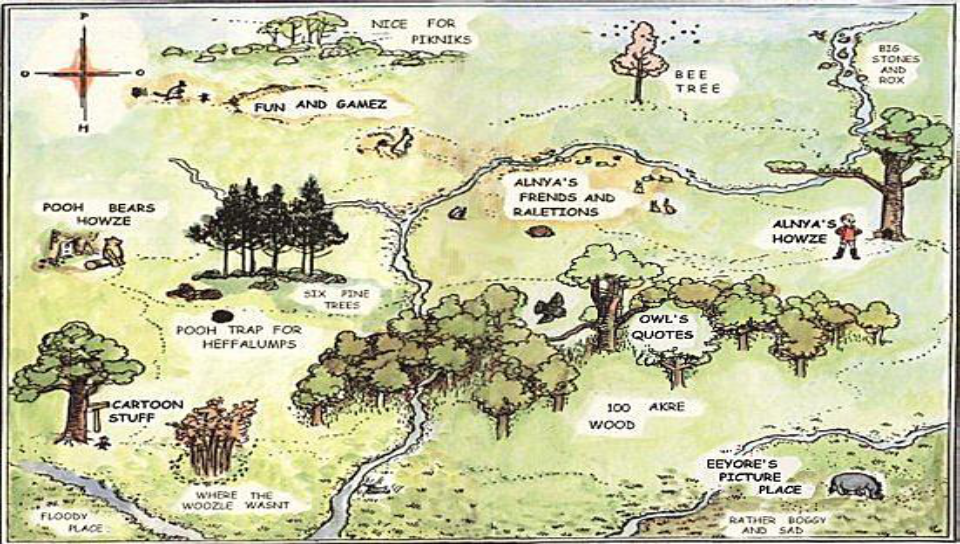 P
NICE FOR
PIKNIKS
BIG
STONES
AND
ROX
O
O
BEE
TREE
FUN AND GAMEZ
H
ALNYA'S
FRENDS AND
RALETIONS
POOH BEARS
HOWZE
ALNYA'S
HOWZE
SIX PINE
TREES
POOH TRAP FOR
HEFFALUMPS
OWL'S
QUOTES
CARTOON
STUFF
100 AKRE
WOOD
EEYORE'S
PICTURE
PLACE
WHERE THE
WOOZLE WASNT
FLOODY
PLACE
RATHER BOGGY
AND SAD